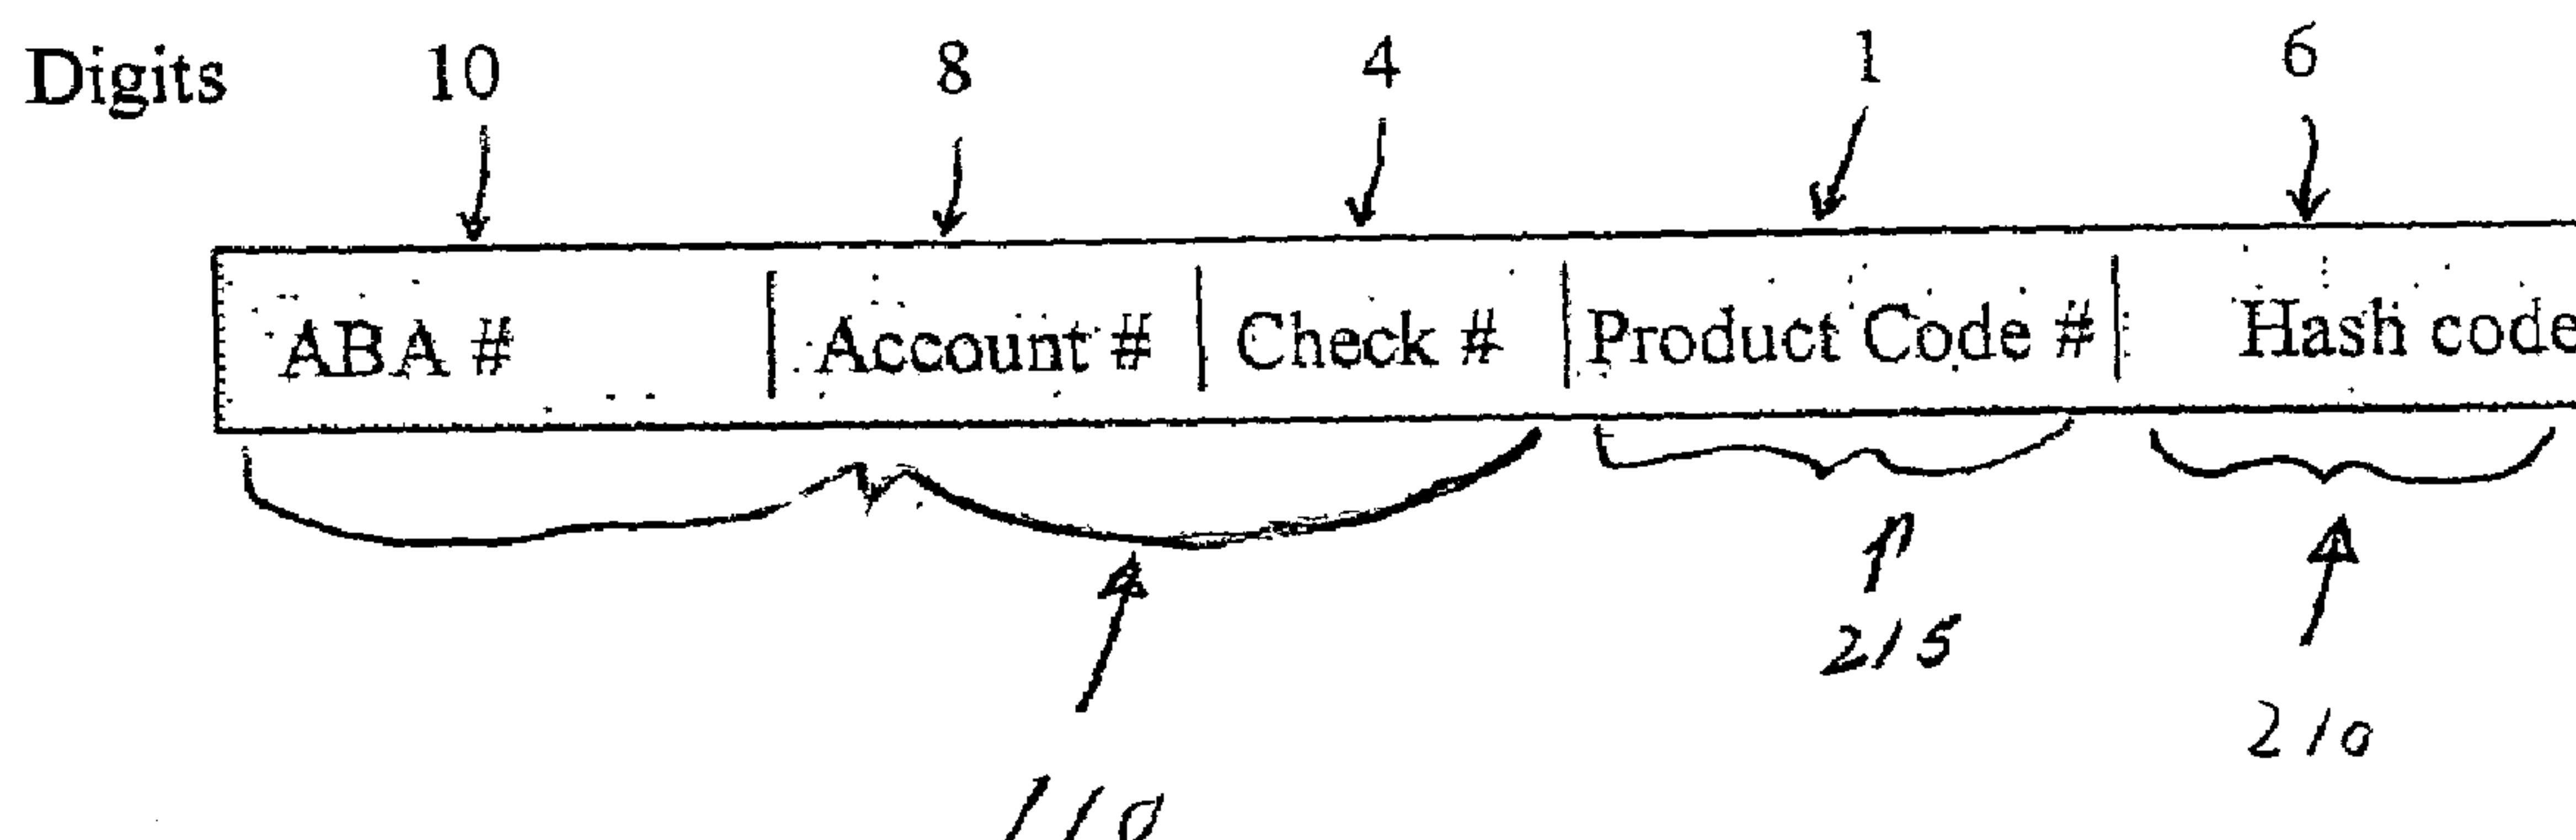 Digits 10 8 4 1 6
ABA # Account # Check # Product Code # Hash code
215
210
110